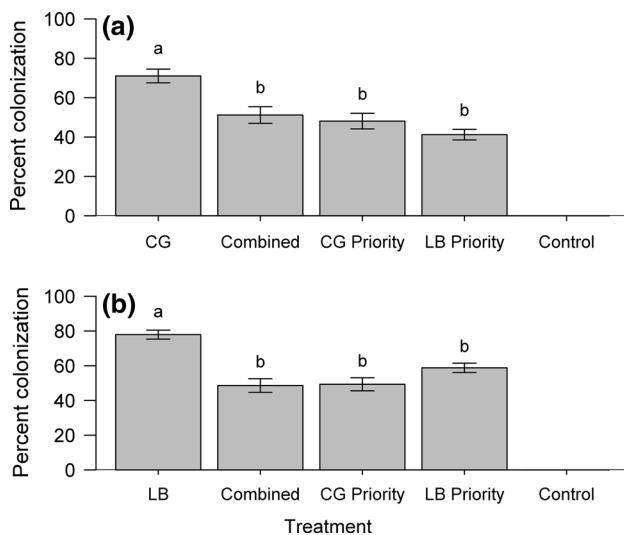 (a)
Percent colonization
100
80
60
40
20
0
a
b
b
b
CG
Combined
CG Priority
LB Priority
Control
(b)
Percent colonization
100
80
60
40
20
0
a
b
b
b
LB
Combined
CG Priority
LB Priority
Control
Treatment